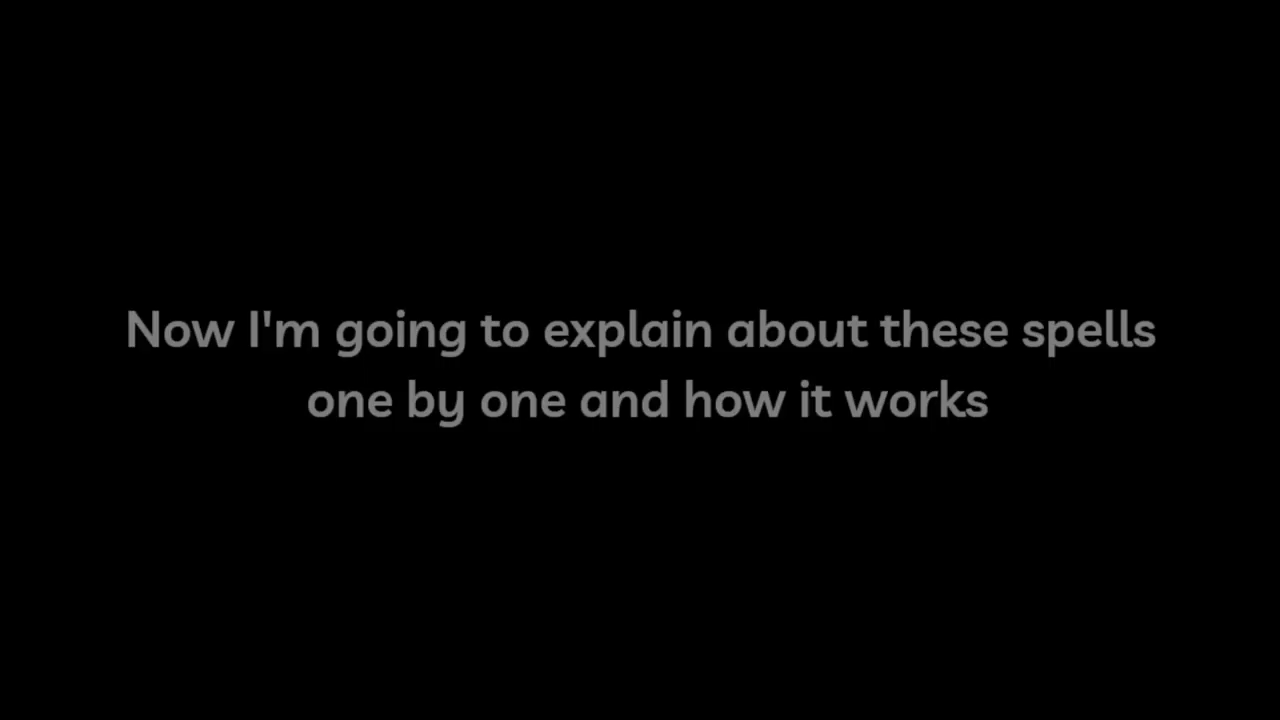 Now I'm going to explain about these spells
one by one and how it works